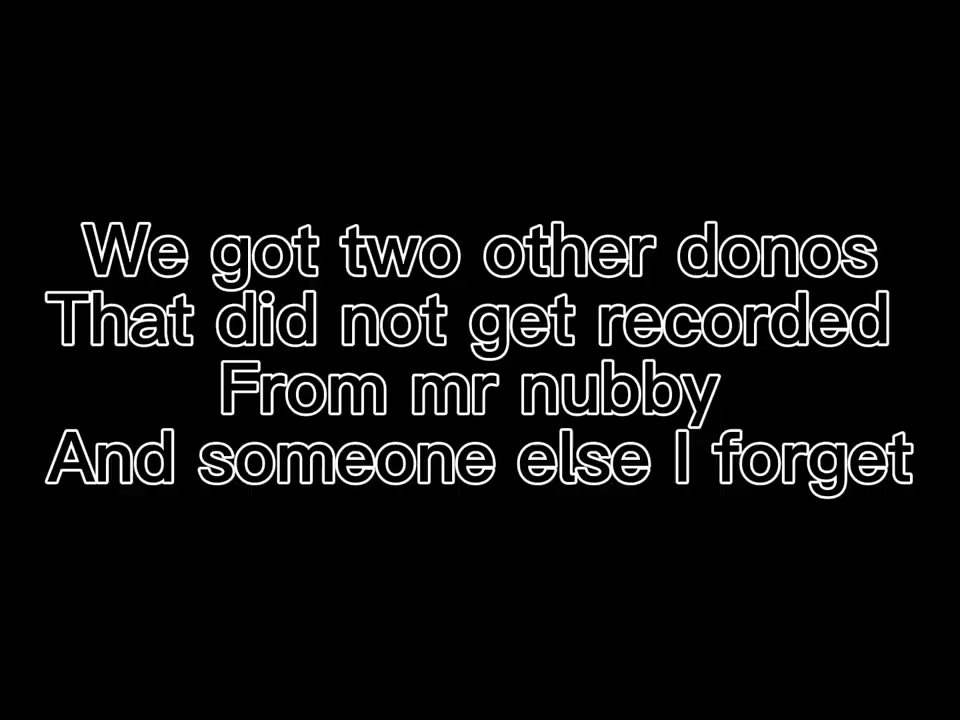 We got two other donos
That did not get recorded
From mr nubby
And someone else I forget